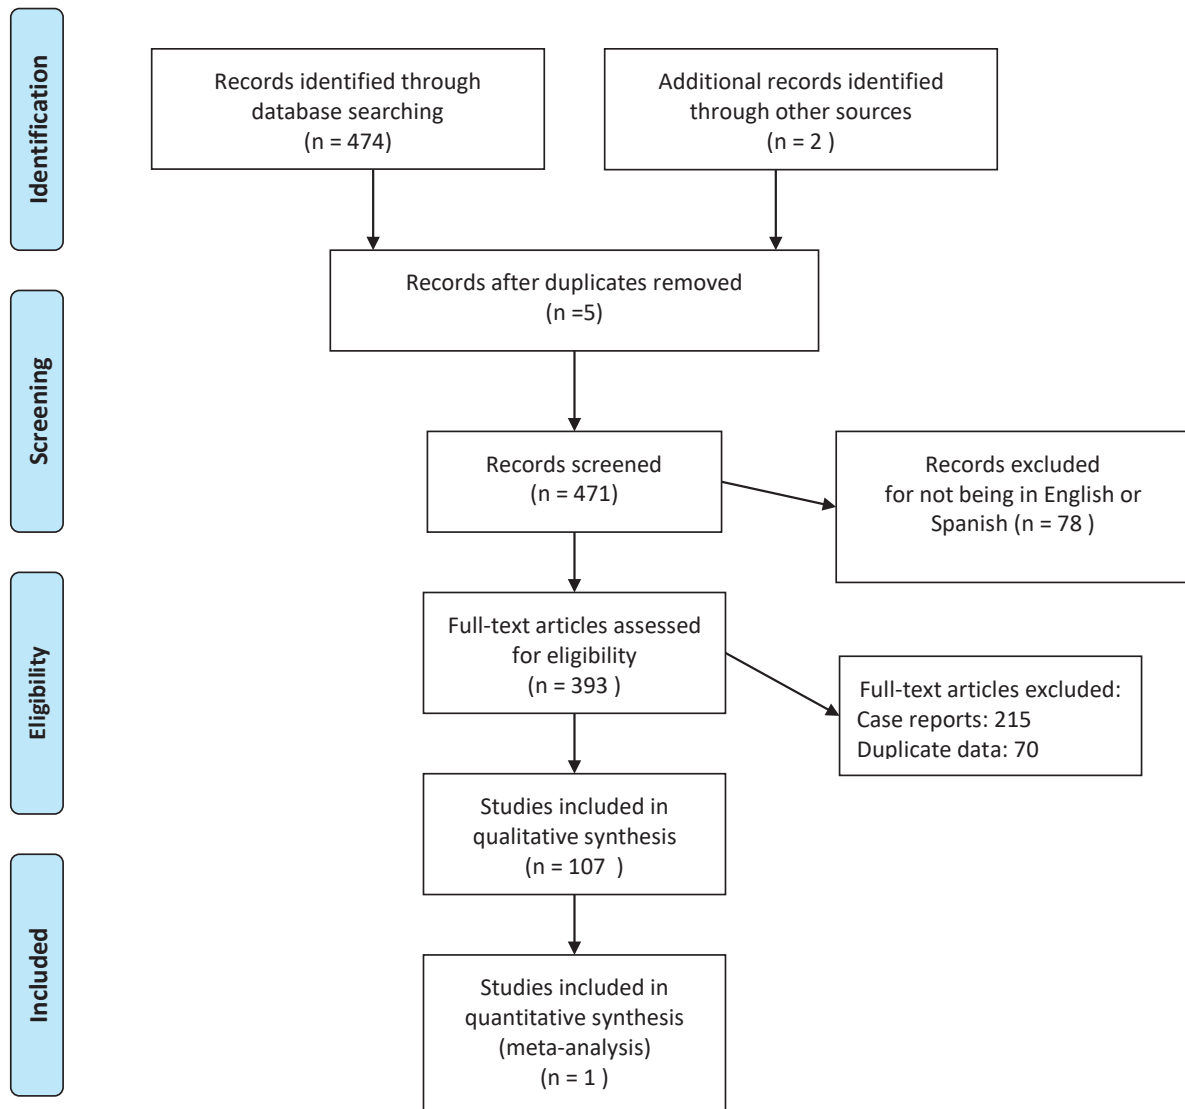 Identification
Records identified through
database searching
(n = 474)
Additional records identified
through other sources
(n = 2 )
Records after duplicates removed
(n =5)
Screening
Records screened
(n = 471)
Records excluded
for not being in English or
Spanish (n = 78 )
Eligibility
Full-text articles assessed
for eligibility
(n = 393 )
Full-text articles excluded:
Case reports: 215
Duplicate data: 70
Studies included in
qualitative synthesis
(n = 107 )
Included
Studies included in
quantitative synthesis
(meta-analysis)
(n = 1 )